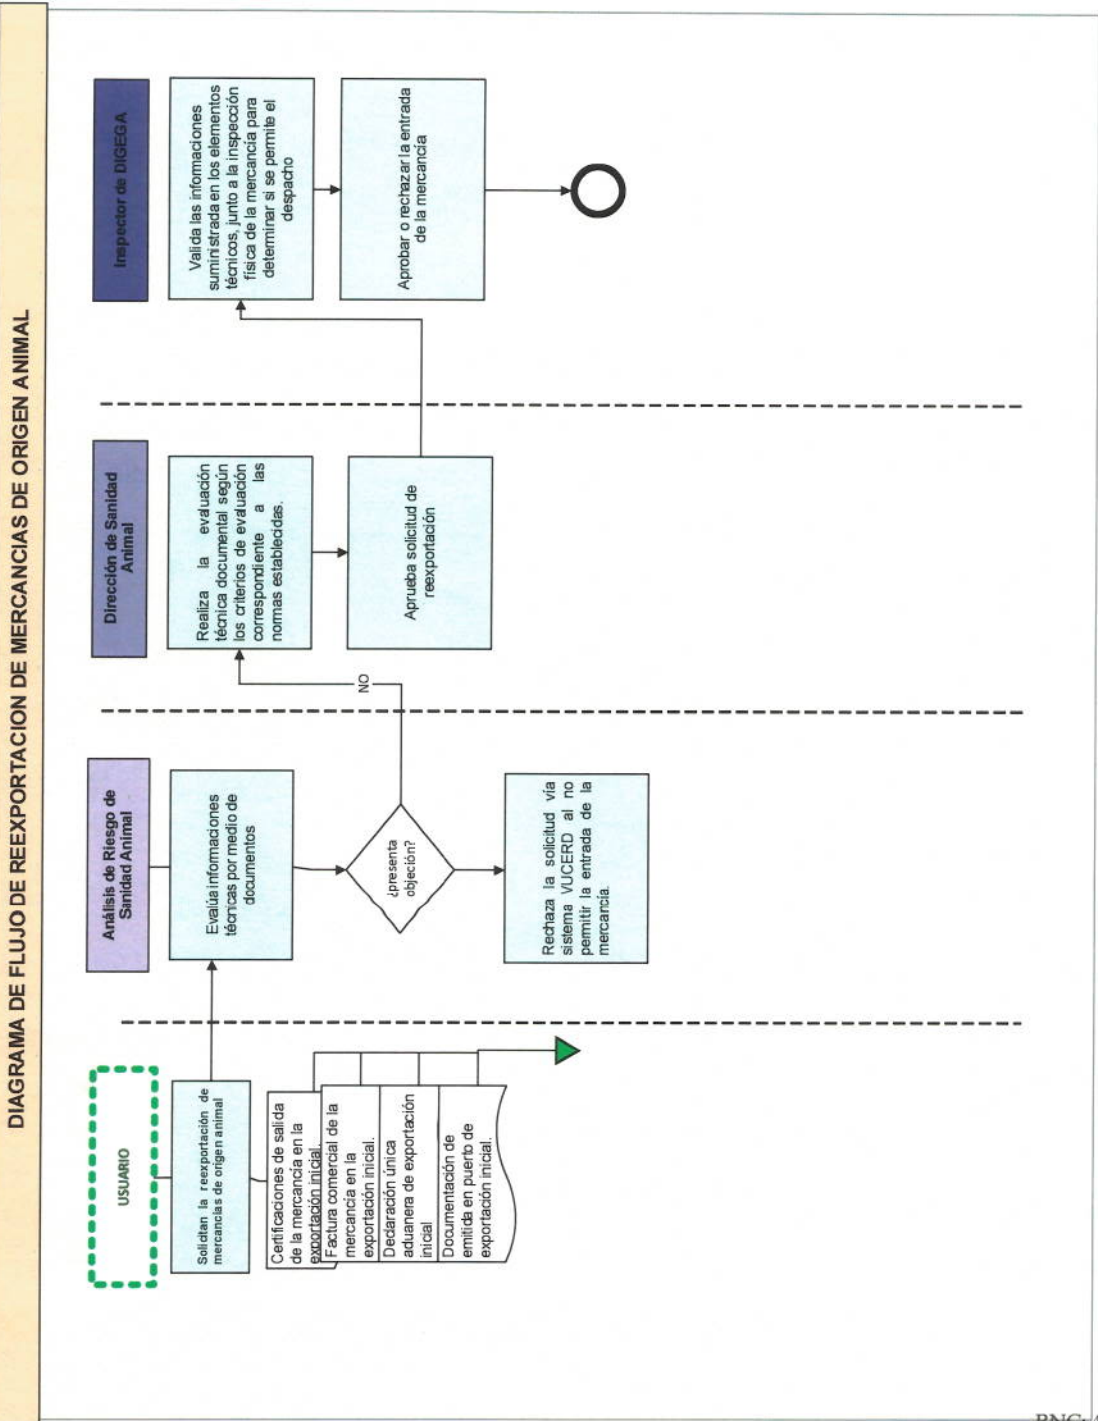 DIAGRAMA DE FLUJO DE REEXPORTACION DE MERCANCIAS DE ORIGEN ANIMAL
USUARIO
Solicitan la reexportación de
mercancías de origen animal
Certificaciones de salida
de la mercancía en la
exportación inicial.
Factura comercial de la
mercancía en la
exportación inicial.
Declaración única
aduanera de exportación
inicial
Documentación de
emitida en puerto de
exportación inicial.
Análisis de Riesgo de
Sanidad Animal
Evalúa informaciones
técnicas por medio de
documentos
¿presenta
objeción?
NO
Rechaza la solicitud vía
sistema VUCERD al no
permitir la entrada de la
mercancía.
Dirección de Sanidad
Animal
Realiza la evaluación
técnica documental según
los criterios de evaluación
correspondiente a las
normas establecidas.
Aprueba solicitud de
reexportación
Inspector de DIGEGA
Valida las informaciones
suministrada en los elementos
técnicos, junto a la inspección
física de la mercancía para
determinar si se permite el
despacho
Aprobar o rechazar la entrada
de la mercancía